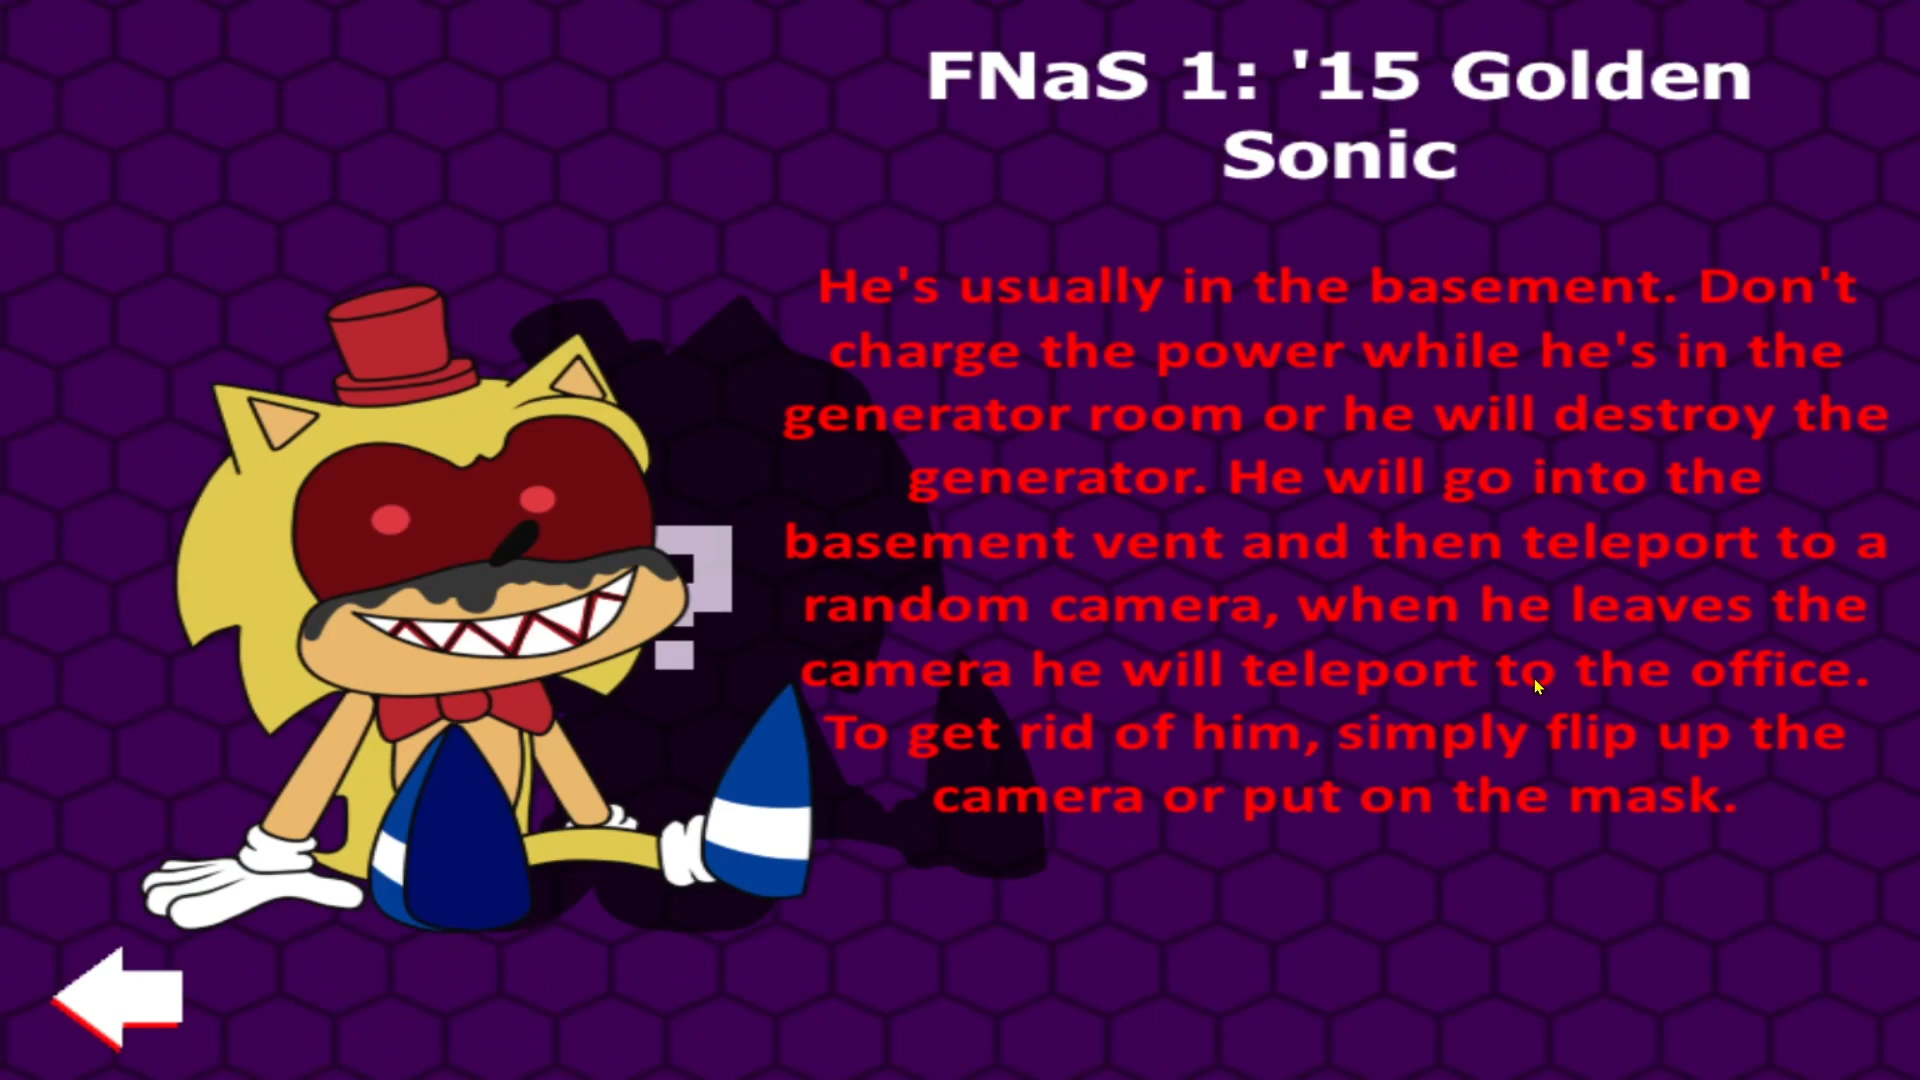 FNaS 1: '15 Golden
Sonic
He's usually in the basement. Don't
charge the power while he's in the
generator room or he will destroy the
generator. He will go into the
basement vent and then teleport to a
random camera, when he leaves the
camera he will teleport to the office.
To get rid of him, simply flip up the
camera or put on the mask.
?